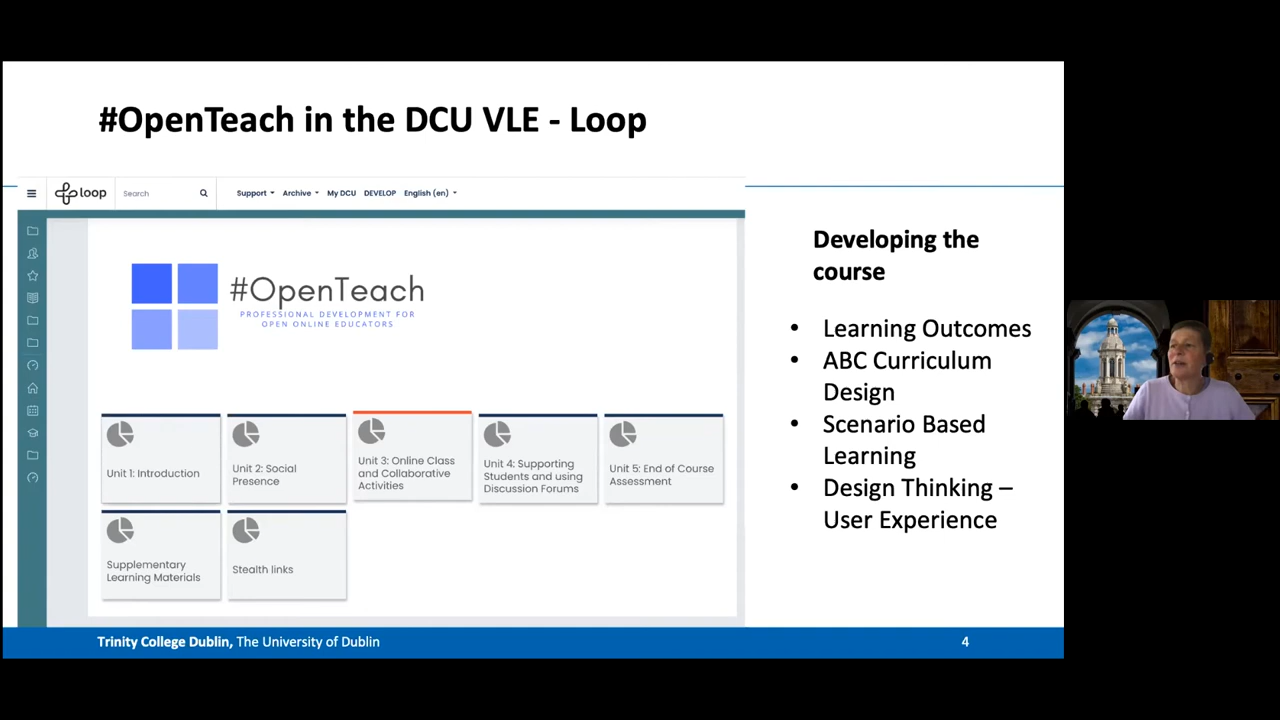 #OpenTeach in the DCU VLE - Loop
loop
Search
Support
Archive
My DCU
DEVELOP
English (en)
#OpenTeach
PROFESSIONAL DEVELOPMENT FOR
OPEN ONLINE EDUCATORS
Unit 1: Introduction
Unit 2: Social
Presence
Unit 3: Online Class
and Collaborative
Activities
Unit 4: Supporting
Students and using
Discussion Forums
Unit 5: End of Course
Assessment
Supplementary
Learning Materials
Stealth links
Developing the
course
• Learning Outcomes
• ABC Curriculum
Design
• Scenario Based
Learning
• Design Thinking –
User Experience
Trinity College Dublin, The University of Dublin
4